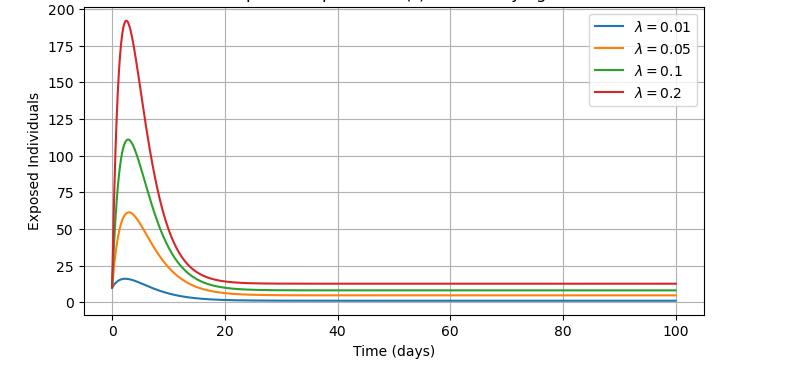 200
175
150
125
100
75
50
25
0
Exposed Individuals
λ = 0.01
λ = 0.05
λ = 0.1
λ = 0.2
0 20 40 60 80 100
Time (days)